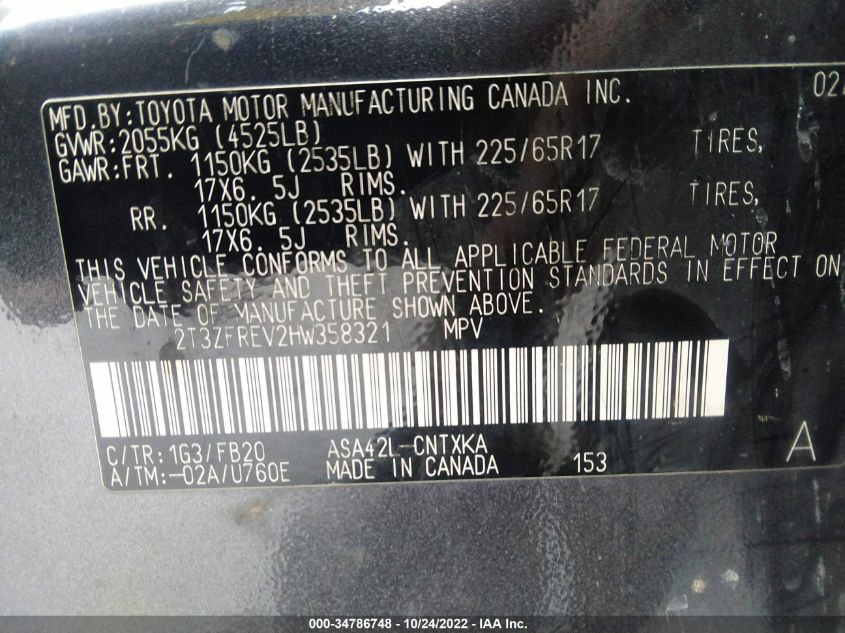 MFD.BY:TOYOTA MOTOR MANUFACTURING CANADA INC. 02/
GVWR:2055KG (4525LB)
GAWR:FRT. 1150KG (2535LB) WITH 225/65R17 TIRES,
17X6. 5J RIMS.
RR. 1150KG (2535LB) WITH 225/65R17 TIRES,
17X6. 5J RIMS.
THIS VEHICLE CONFORMS TO ALL APPLICABLE FEDERAL MOTOR
VEHICLE SAFETY AND THEFT PREVENTION STANDARDS IN EFFECT ON
THE DATE OF MANUFACTURE SHOWN ABOVE.
2T3ZFREV2HW358321 MPV
C/TR:1G3/FB20 ASA42L-CNTXKA
A/TM:-02A/U760E MADE IN CANADA 153 A
000-34786748 - 10/24/2022 - IAA Inc.